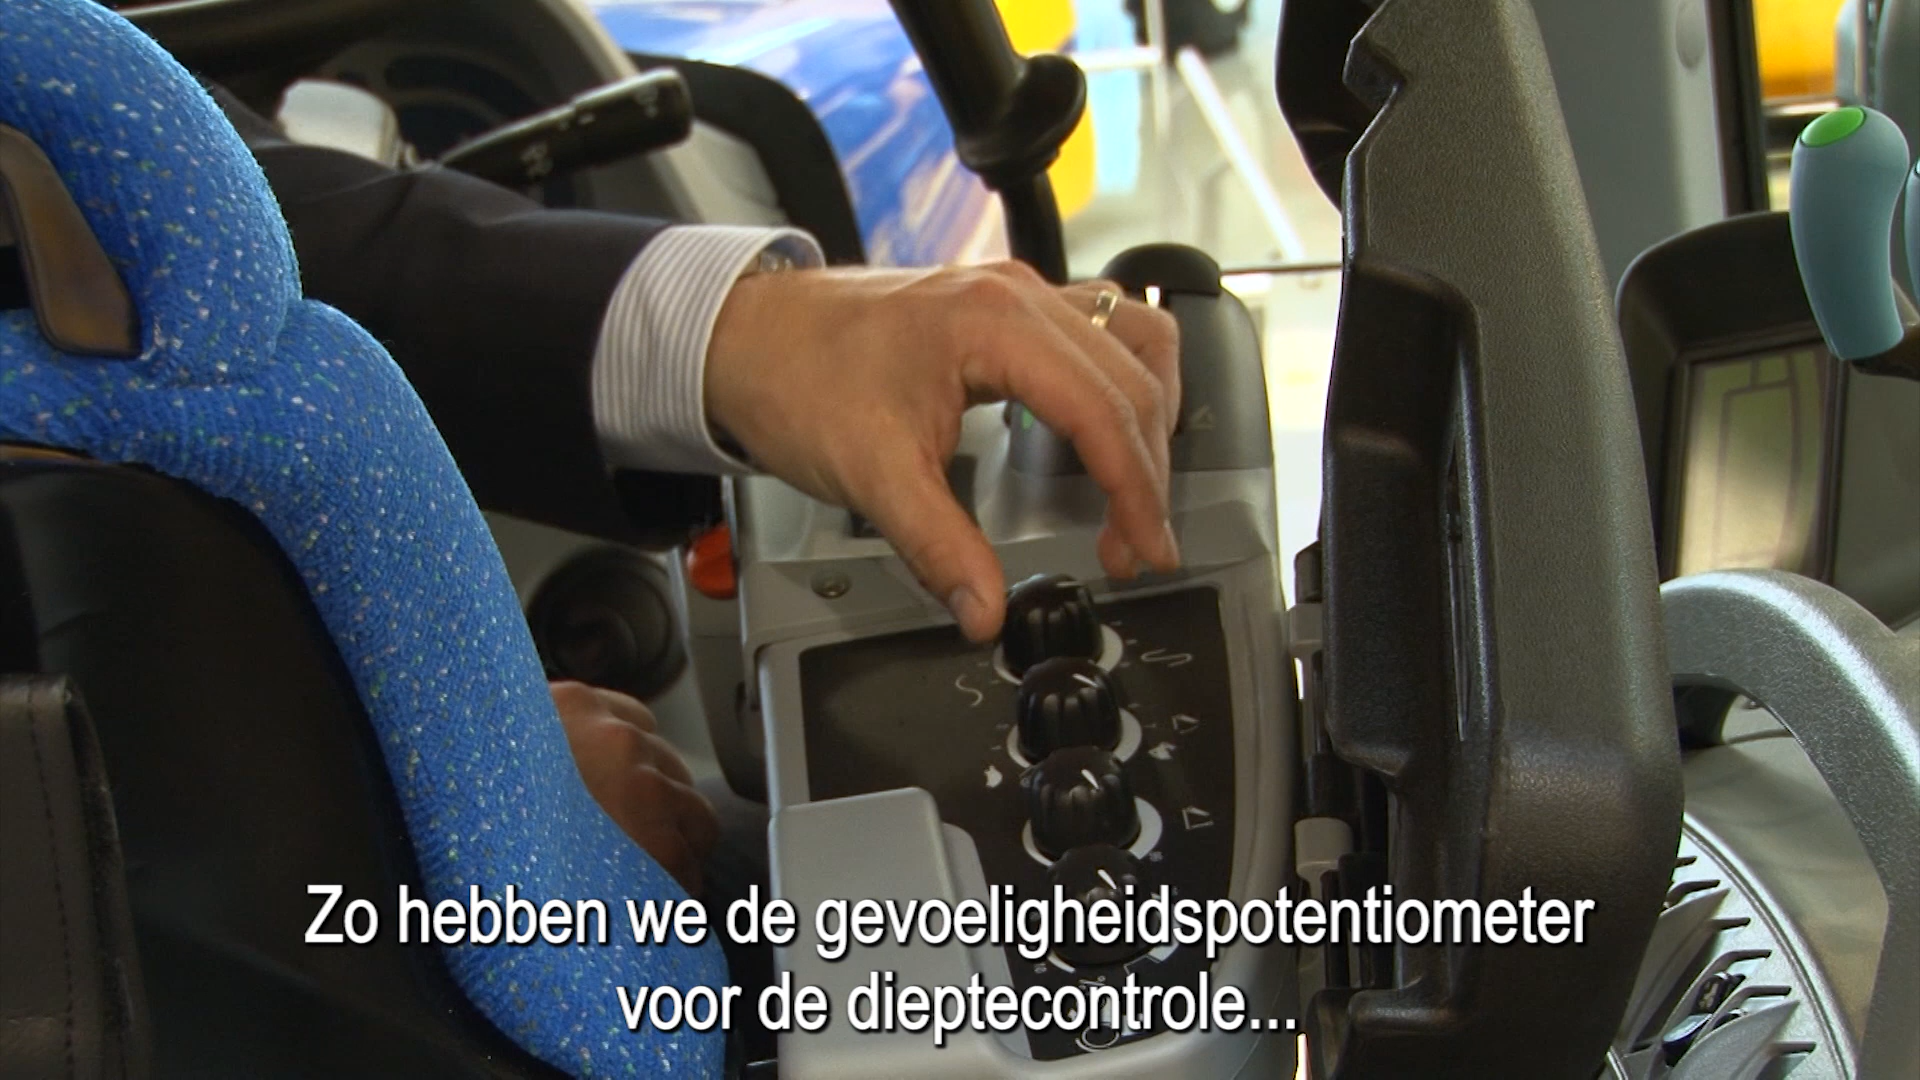 Zo hebben we de gevoeligheidspotentiometer
voor de dieptecontrole...